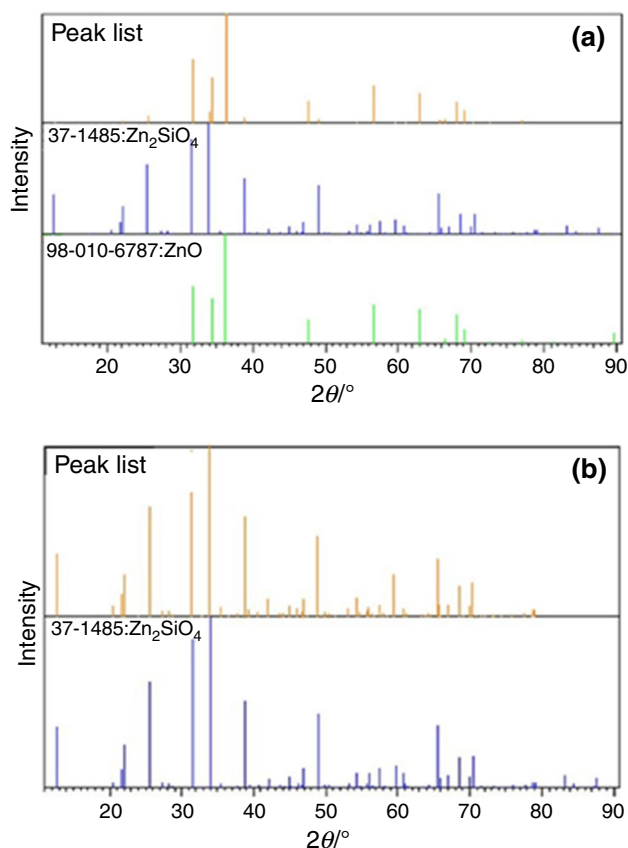 Peak list
(a)
37-1485:Zn₂SiO₄
98-010-6787:ZnO
Intensity
20 30 40 50 60 70 80 90
2θ/°
Peak list
(b)
37-1485:Zn₂SiO₄
Intensity
20 30 40 50 60 70 80 90
2θ/°